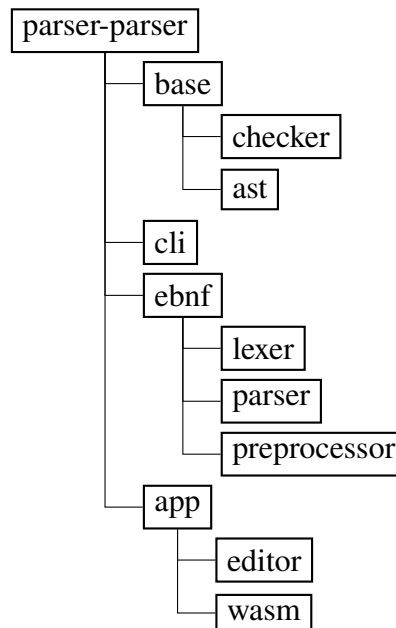 parser-parser
base
checker
ast
cli
ebnf
lexer
parser
preprocessor
app
editor
wasm